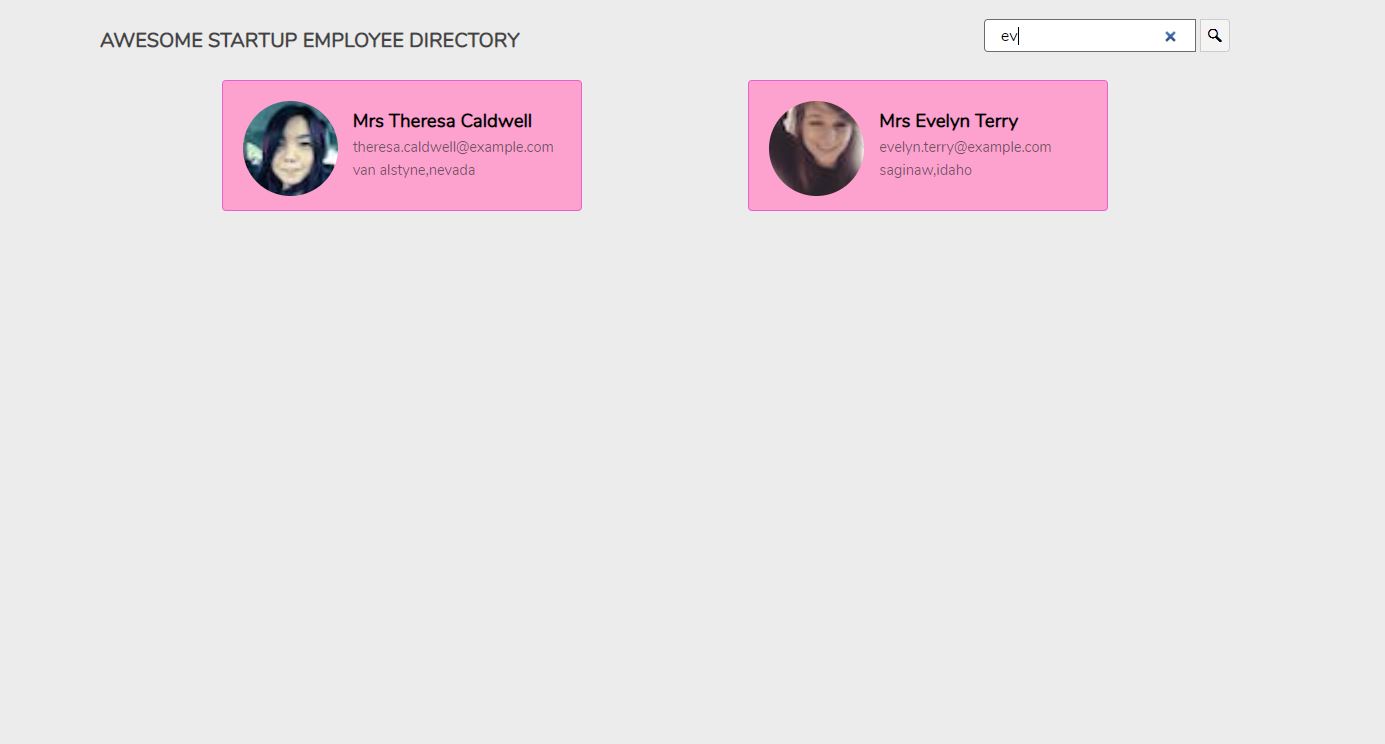 AWESOME STARTUP EMPLOYEE DIRECTORY
ev
Mrs Theresa Caldwell
theresa.caldwell@example.com
van alstyne,nevada
Mrs Evelyn Terry
evelyn.terry@example.com
saginaw,idaho